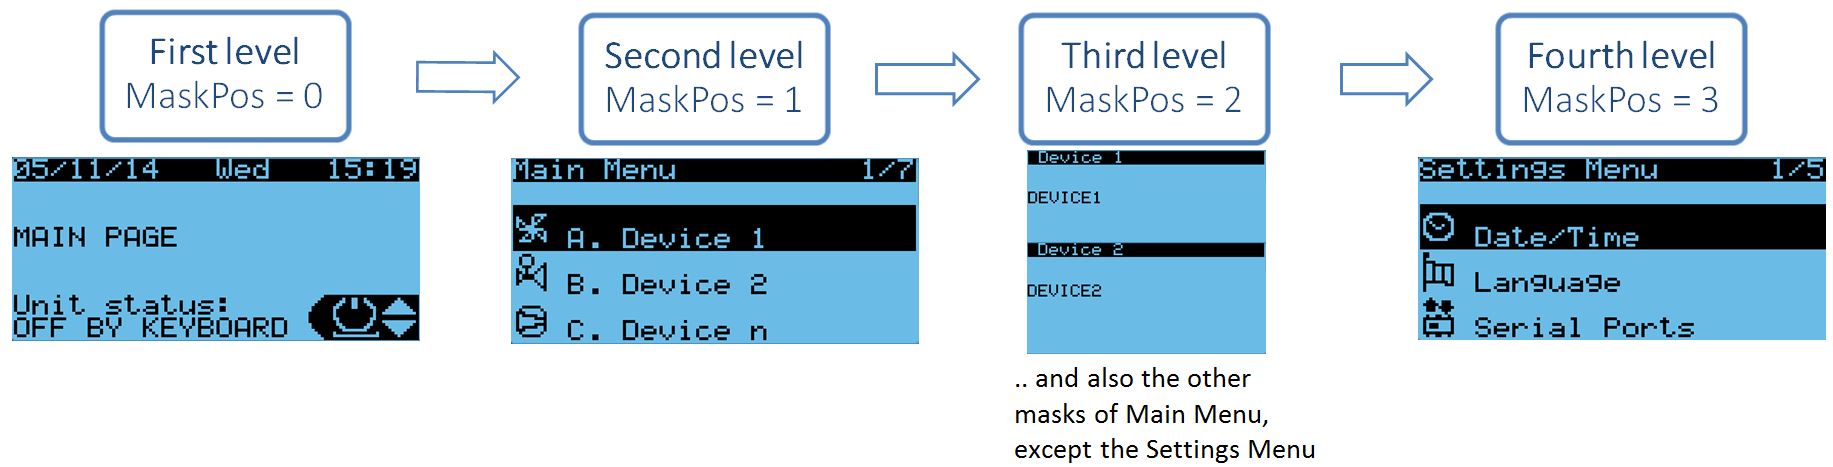 First level
MaskPos = 0
Second level
MaskPos = 1
Third level
MaskPos = 2
Fourth level
MaskPos = 3
05/11/14 Wed 15:19
MAIN PAGE
Unit status:
OFF BY KEYBOARD
Main Menu 1/7
A. Device 1
B. Device 2
C. Device n
Device 1
DEVICE1
Device 2
DEVICE2
.. and also the other
masks of Main Menu,
except the Settings Menu
Settings Menu 1/5
Date/Time
Language
Serial Ports